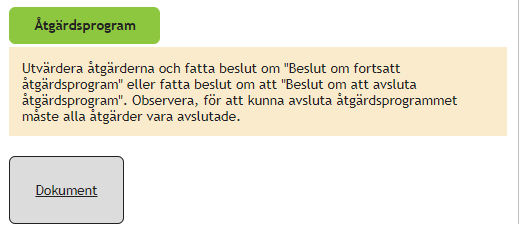 Åtgärdsprogram
Utvärdera åtgärderna och fatta beslut om "Beslut om fortsatt
åtgärdsprogram" eller fatta beslut om att "Beslut om att avsluta
åtgärdsprogram". Observera, för att kunna avsluta åtgärdsprogrammet
måste alla åtgärder vara avslutade.
Dokument